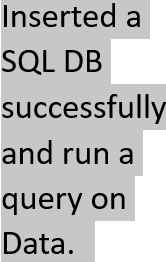 Inserted a
SQL DB
successfully
and run a
query on
Data.